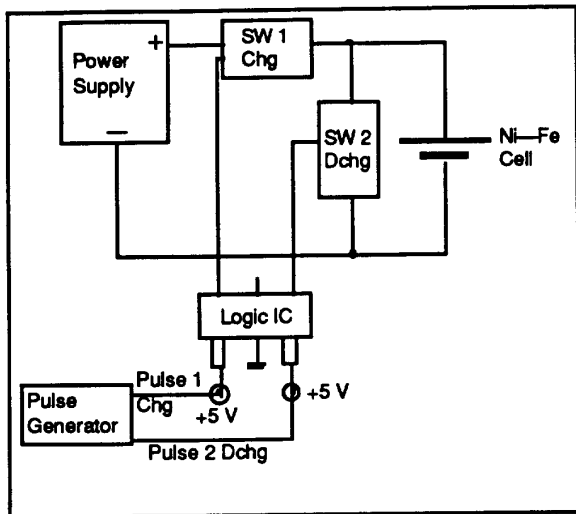 Power
Supply
+
—
SW 1
Chg
SW 2
Dchg
Ni—Fe
Cell
Logic IC
Pulse 1
Chg
+5 V
+5 V
Pulse
Generator
Pulse 2 Dchg